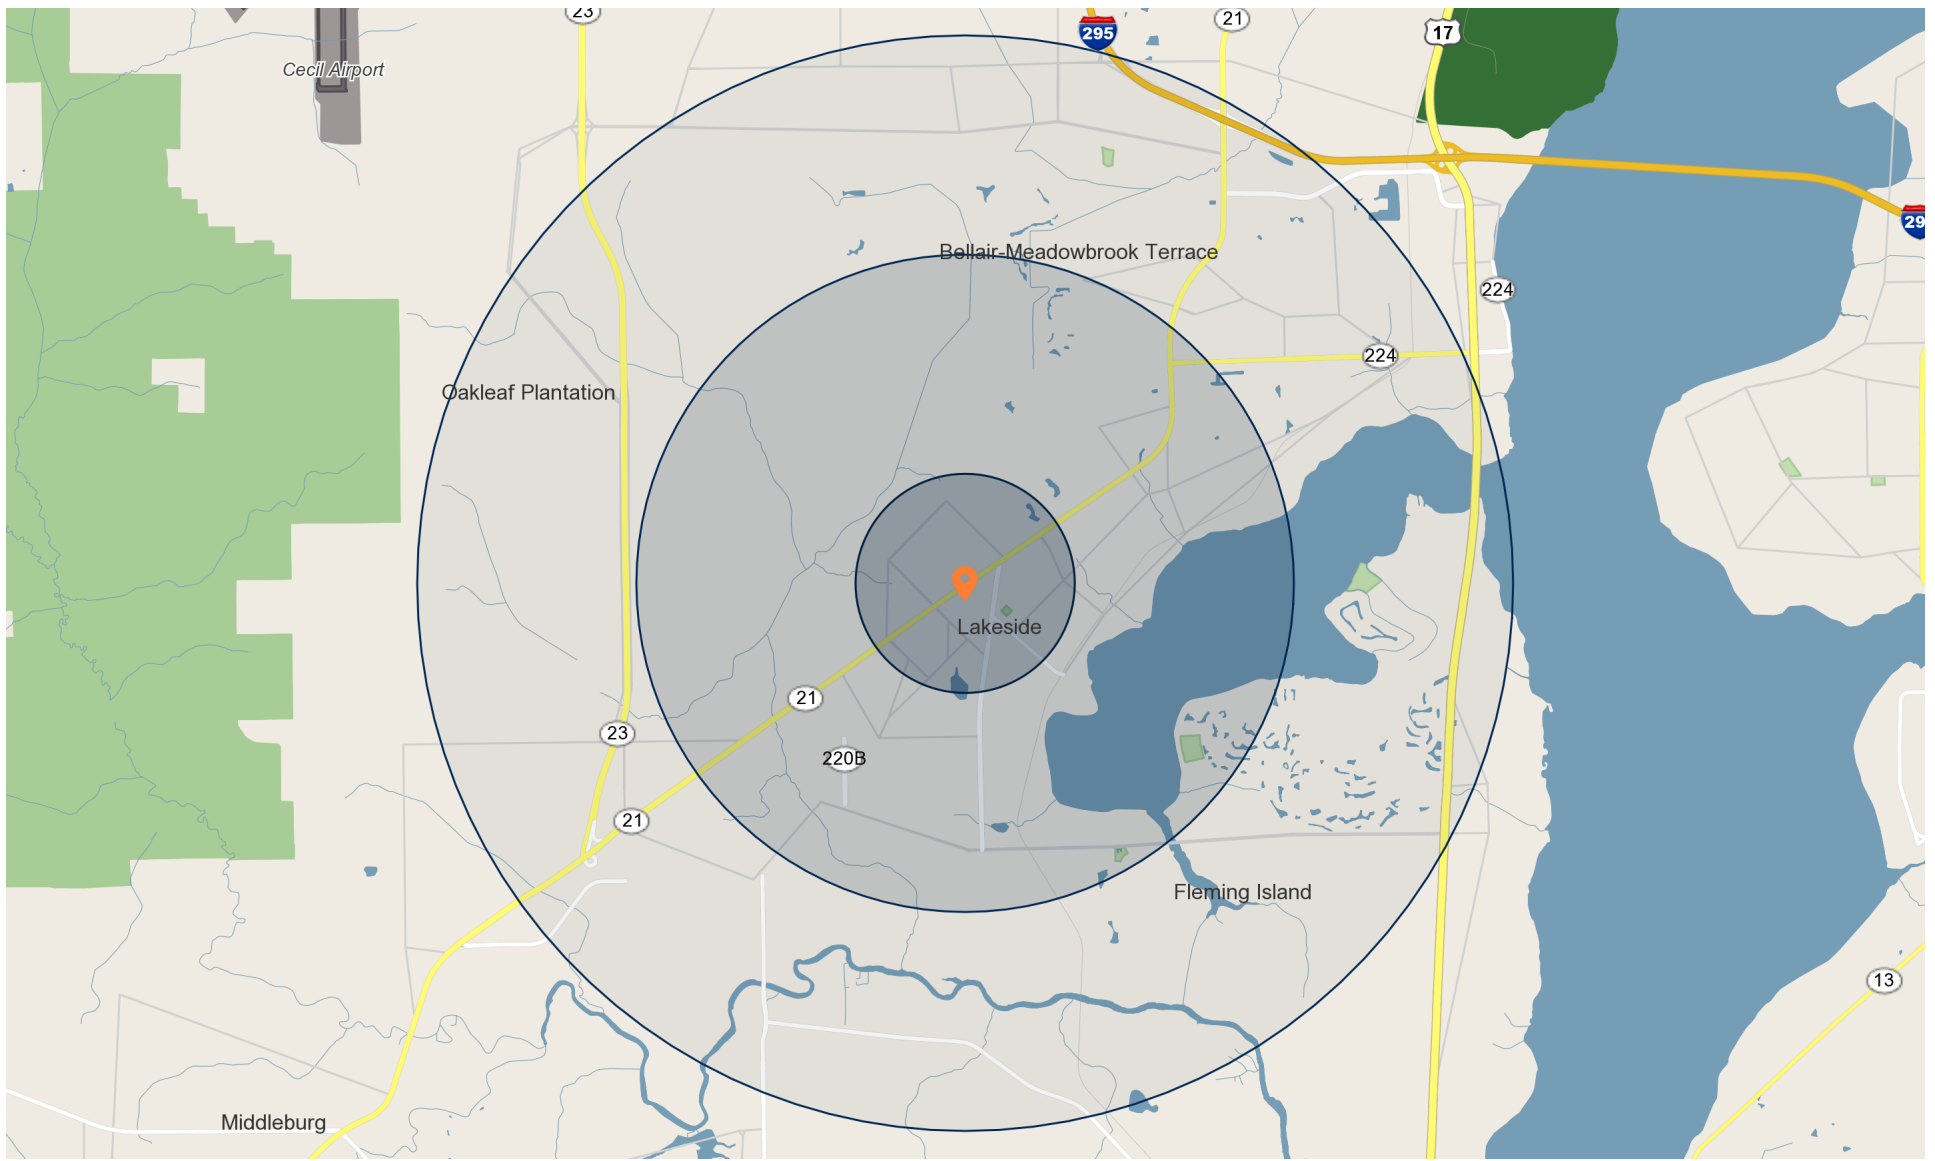 23
295
21
17
Cecil Airport
29
Bellair-Meadowbrook Terrace
224
224
Oakleaf Plantation
Lakeside
21
23
220B
21
Fleming Island
13
Middleburg